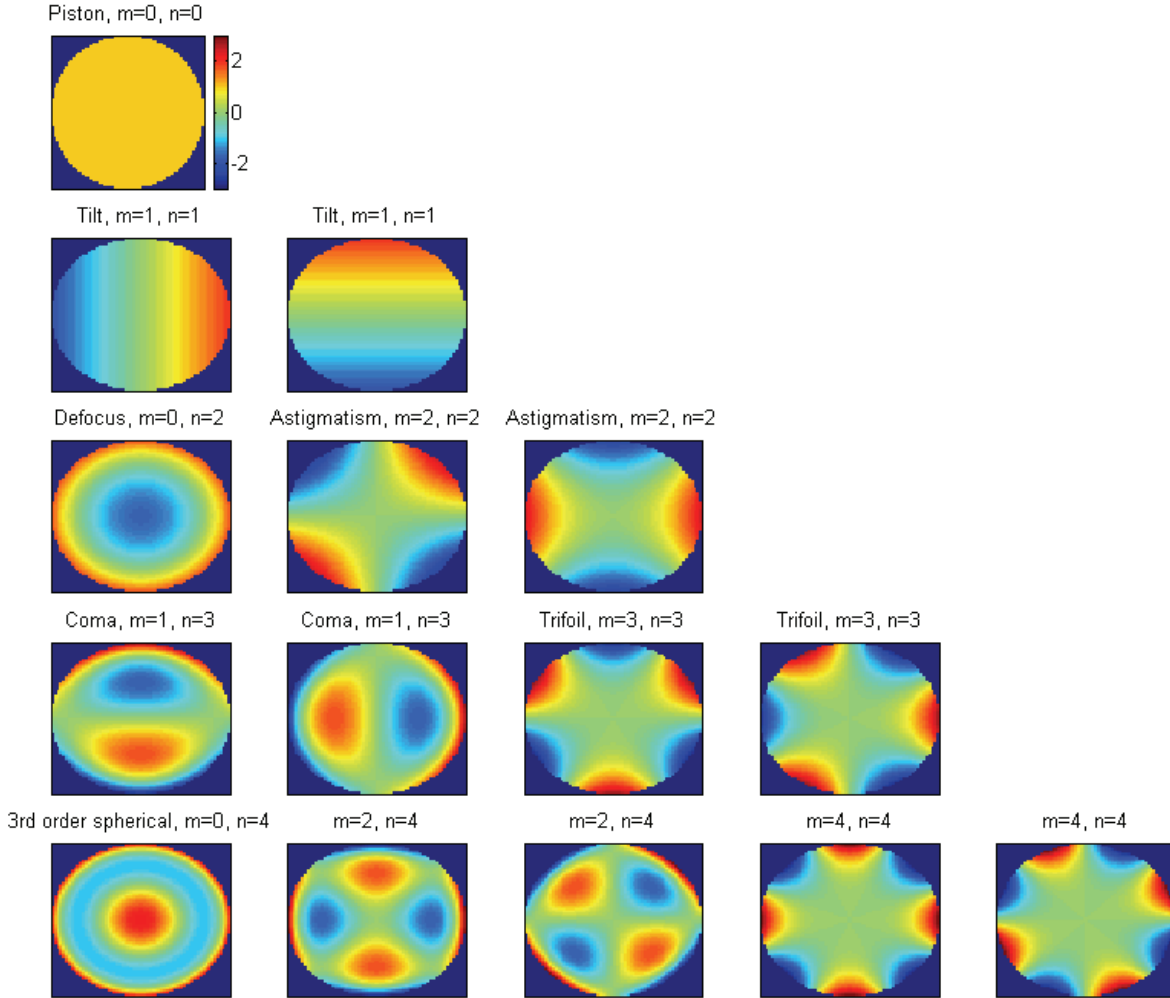 Piston, m=0, n=0
2
0
-2
Tilt, m=1, n=1
Tilt, m=1, n=1
Defocus, m=0, n=2
Astigmatism, m=2, n=2
Astigmatism, m=2, n=2
Coma, m=1, n=3
Coma, m=1, n=3
Trifoil, m=3, n=3
Trifoil, m=3, n=3
3rd order spherical, m=0, n=4
m=2, n=4
m=2, n=4
m=4, n=4
m=4, n=4